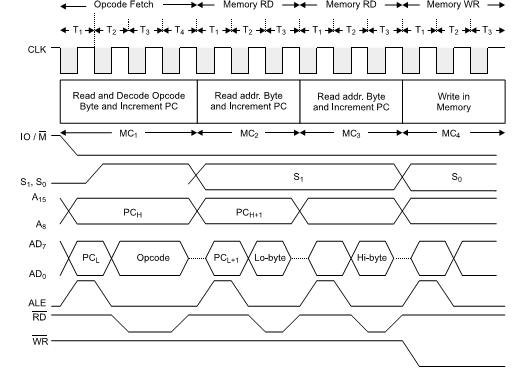 Opcode Fetch Memory RD Memory RD Memory WR
T1 T2 T3 T4 T1 T2 T3 T1 T2 T3 T1 T2 T3
CLK
Read and Decode Opcode Byte and Increment PC
Read addr. Byte and Increment PC
Read addr. Byte and Increment PC
Write in Memory
MC1 MC2 MC3 MC4
IO / M̅
S1, S0 S1 S0
A15
PCH PCH+1
A8
AD7
PCL Opcode PCL+1 Lo-byte Hi-byte
AD0
ALE
R̅D̅
W̅R̅